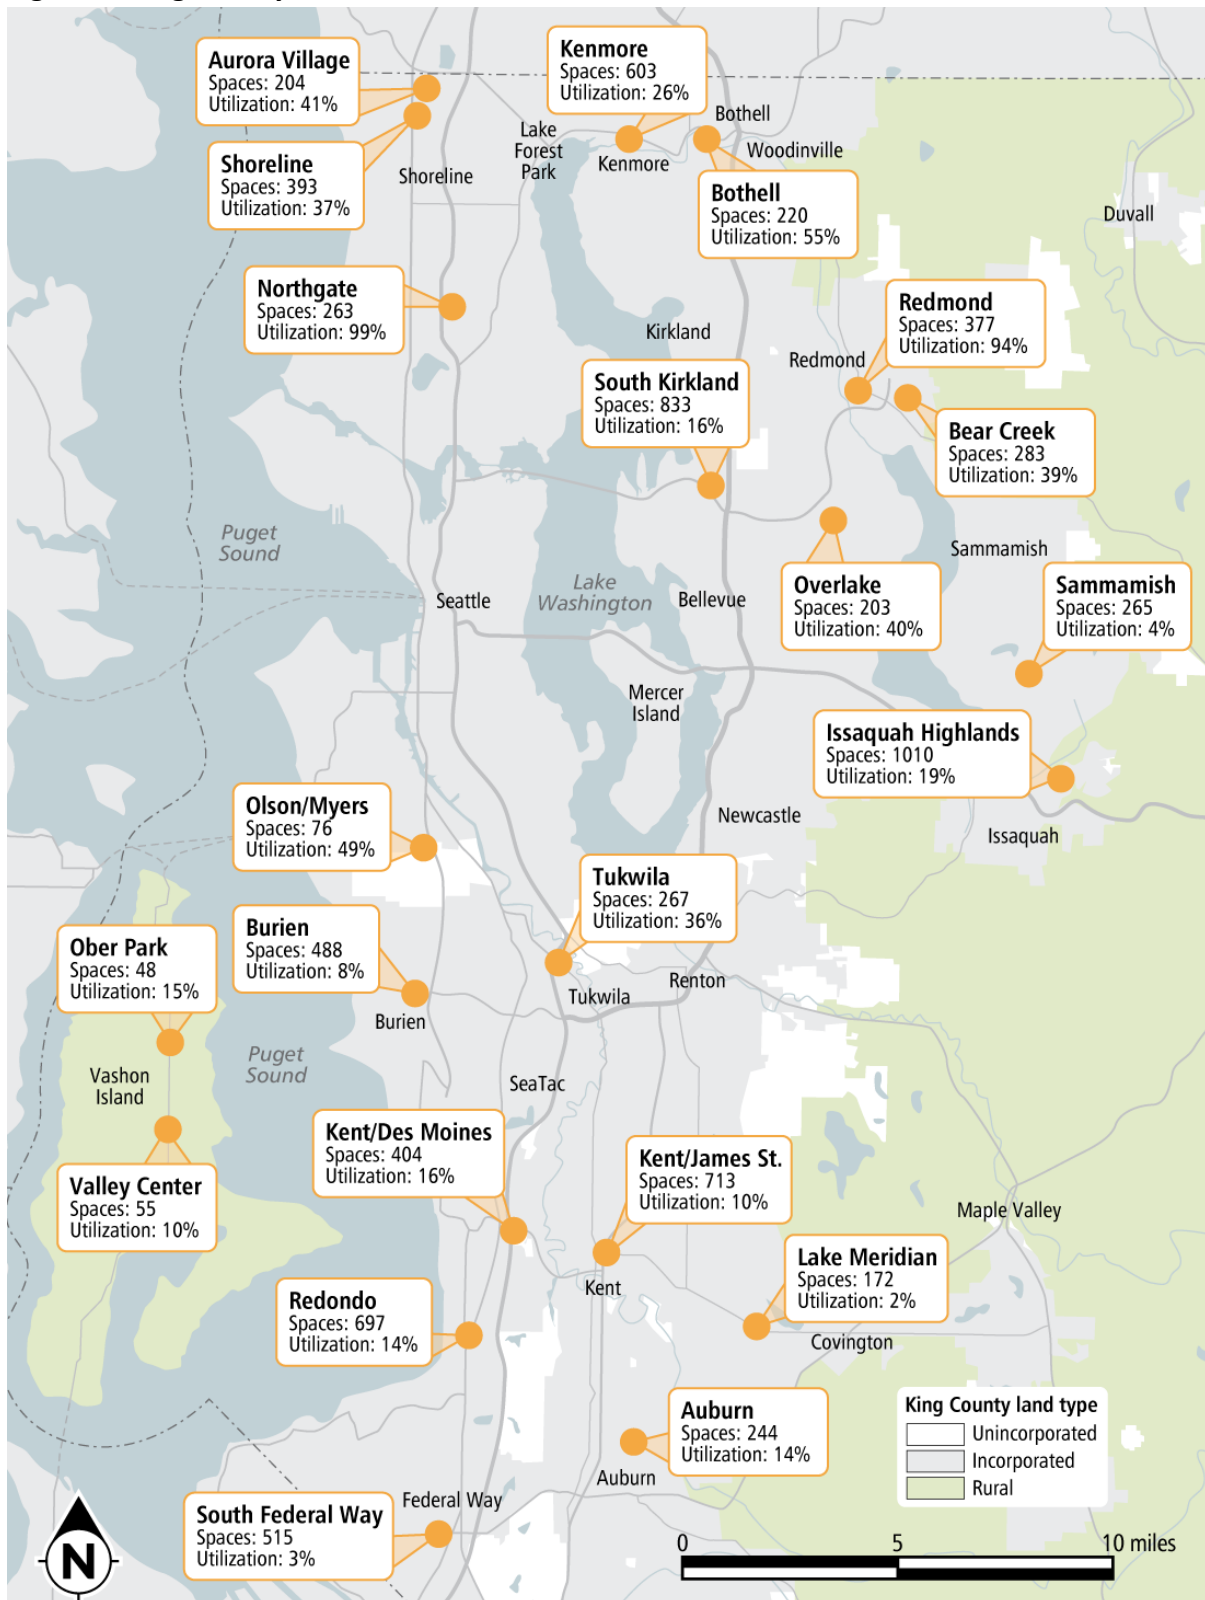 Aurora Village
Spaces: 204
Utilization: 41%
Kenmore
Spaces: 603
Utilization: 26%
Bothell
Lake
Forest
Park
Kenmore
Woodinville
Shoreline
Spaces: 393
Utilization: 37%
Shoreline
Bothell
Spaces: 220
Utilization: 55%
Duvall
Northgate
Spaces: 263
Utilization: 99%
Kirkland
Redmond
Spaces: 377
Utilization: 94%
Redmond
South Kirkland
Spaces: 833
Utilization: 16%
Bear Creek
Spaces: 283
Utilization: 39%
Puget
Sound
Sammamish
Lake
Washington
Seattle
Bellevue
Overlake
Spaces: 203
Utilization: 40%
Sammamish
Spaces: 265
Utilization: 4%
Mercer
Island
Issaquah Highlands
Spaces: 1010
Utilization: 19%
Olson/Myers
Spaces: 76
Utilization: 49%
Newcastle
Issaquah
Tukwila
Spaces: 267
Utilization: 36%
Burien
Spaces: 488
Utilization: 8%
Ober Park
Spaces: 48
Utilization: 15%
Renton
Tukwila
Burien
Puget
Sound
Vashon
Island
SeaTac
Kent/Des Moines
Spaces: 404
Utilization: 16%
Kent/James St.
Spaces: 713
Utilization: 10%
Valley Center
Spaces: 55
Utilization: 10%
Maple Valley
Lake Meridian
Spaces: 172
Utilization: 2%
Kent
Redondo
Spaces: 697
Utilization: 14%
Covington
Auburn
Spaces: 244
Utilization: 14%
Auburn
King County land type
Unincorporated
Incorporated
Rural
Federal Way
South Federal Way
Spaces: 515
Utilization: 3%
N
0 5 10 miles